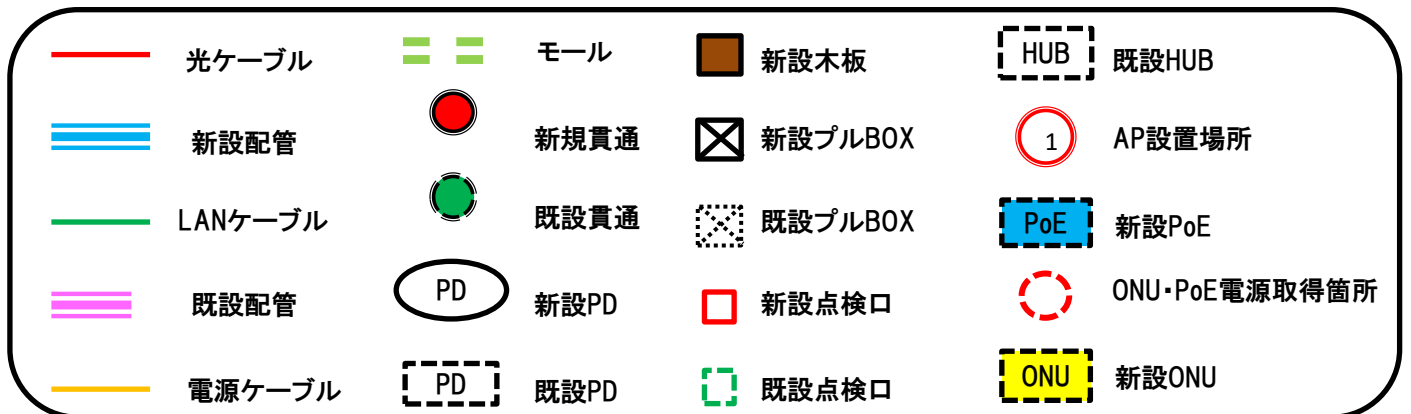 光ケーブル
モール
新設木板
HUB
既設HUB
新設配管
新規貫通
新設プルBOX
1
AP設置場所
LANケーブル
既設貫通
既設プルBOX
PoE
新設PoE
既設配管
PD
新設PD
新設点検口
ONU・PoE電源取得箇所
電源ケーブル
PD
既設PD
既設点検口
ONU
新設ONU